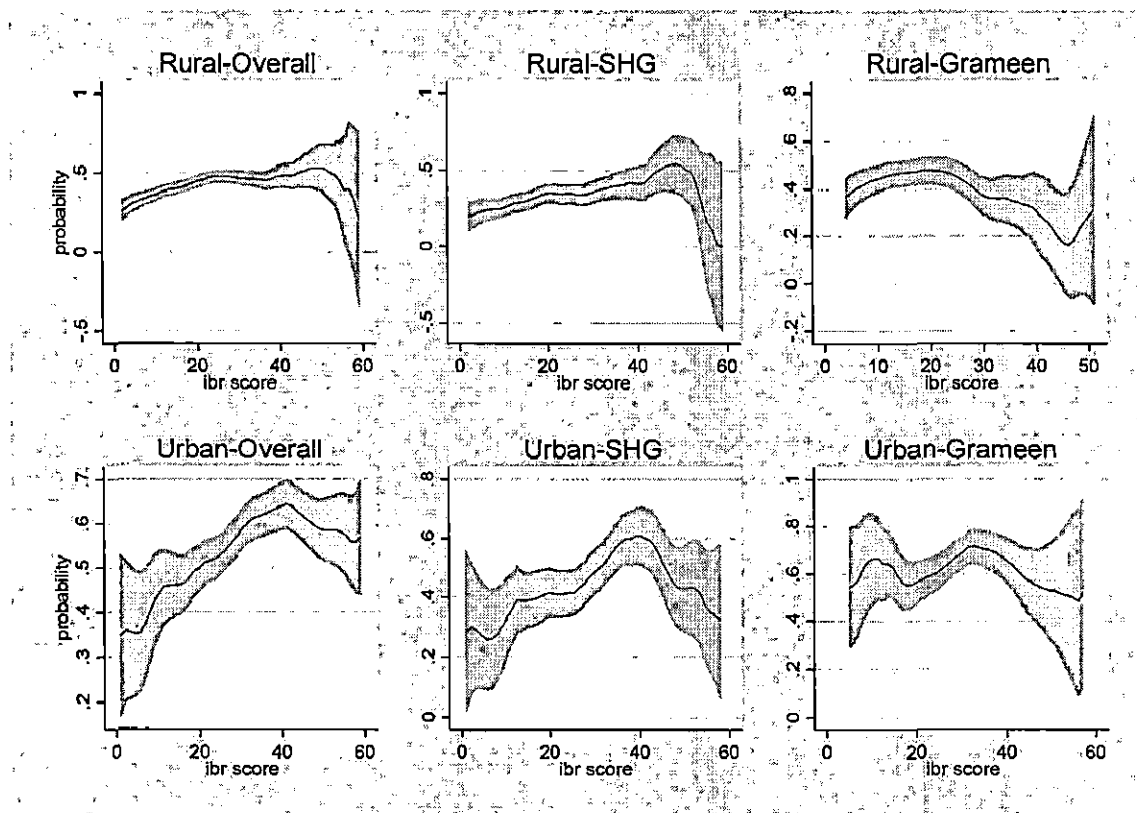 Rural-Overall Rural-SHG Rural-Grameen
probability
1
.5
0
-.5
0 20 40 60
ibr score
1
.5
0
-.5
0 20 40 60
ibr score
.8
.6
.4
.2
0
-.2
0 10 20 30 40 50
ibr score
Urban-Overall Urban-SHG Urban-Grameen
probability
.7
.6
.5
.4
.3
.2
0 20 40 60
ibr score
.8
.6
.4
.2
0
0 20 40 60
ibr score
1
.8
.6
.4
.2
0
0 20 40 60
ibr score